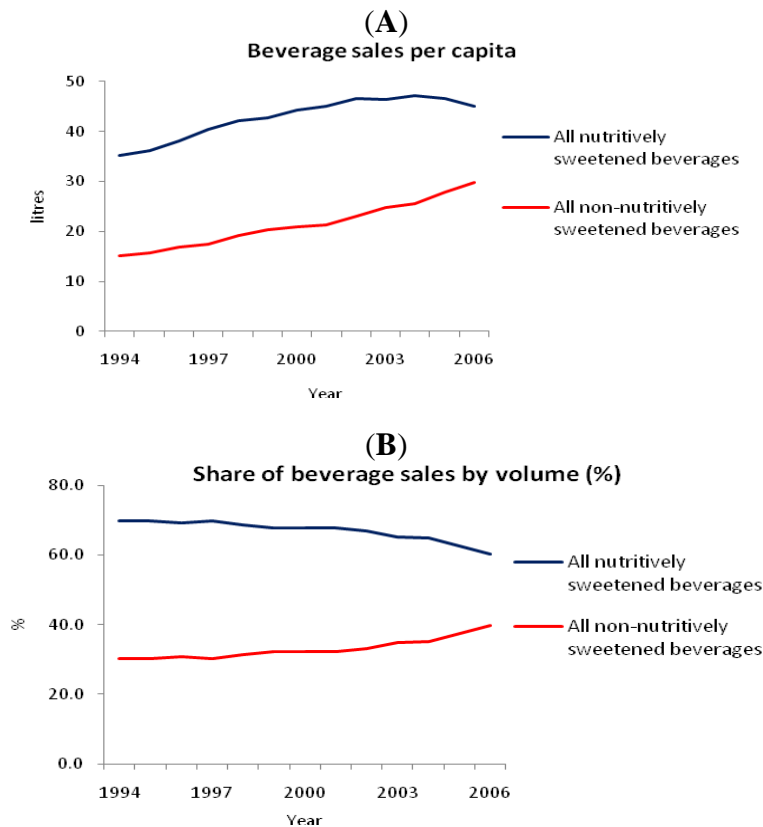 (A)
Beverage sales per capita
50
40
30
20
10
0
litres
1994 1997 2000 2003 2006
Year
All nutritively
sweetened beverages
All non-nutritively
sweetened beverages
(B)
Share of beverage sales by volume (%)
80.0
60.0
40.0
20.0
0.0
%
1994 1997 2000 2003 2006
Year
All nutritively
sweetened beverages
All non-nutritively
sweetened beverages